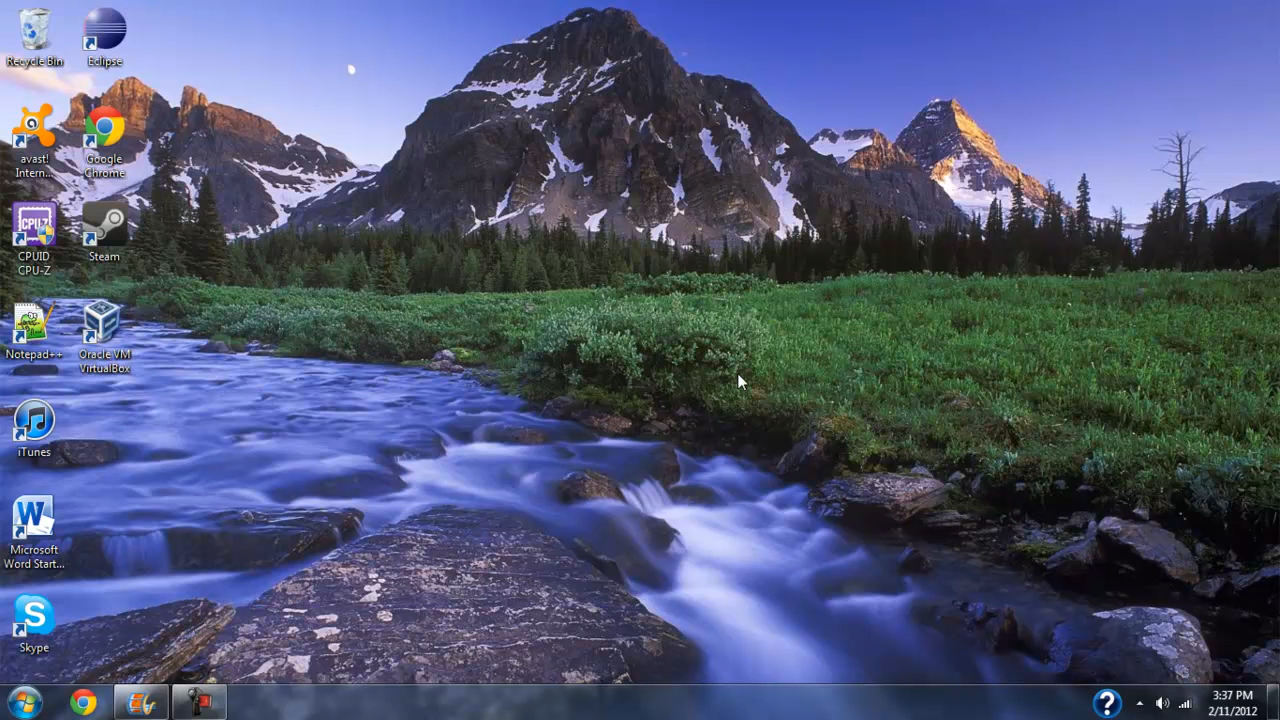 Recycle Bin
Eclipse
avast!
Intern...
Google
Chrome
CPU-Z
CPUID
CPU-Z
Steam
Notepad++
Oracle VM
VirtualBox
iTunes
W
Microsoft
Word Start...
S
Skype
?
3:37 PM
2/11/2012